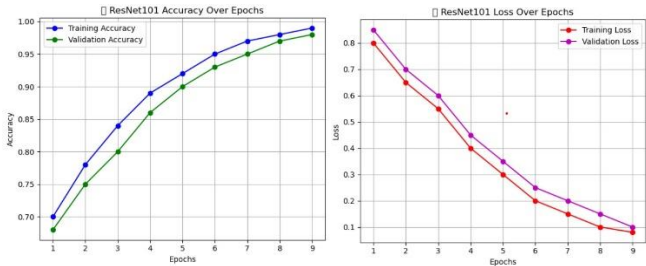 ▯ ResNet101 Accuracy Over Epochs
Training Accuracy
Validation Accuracy
1.00
0.95
0.90
0.85
0.80
0.75
0.70
Accuracy
1 2 3 4 5 6 7 8 9
Epochs
▯ ResNet101 Loss Over Epochs
Training Loss
Validation Loss
0.8
0.7
0.6
0.5
0.4
0.3
0.2
0.1
Loss
1 2 3 4 5 6 7 8 9
Epochs